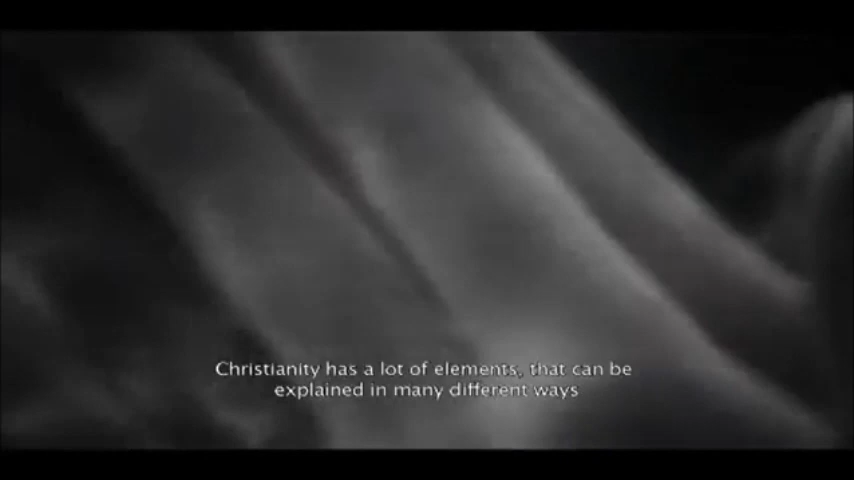 Christianity has a lot of elements, that can be
explained in many different ways